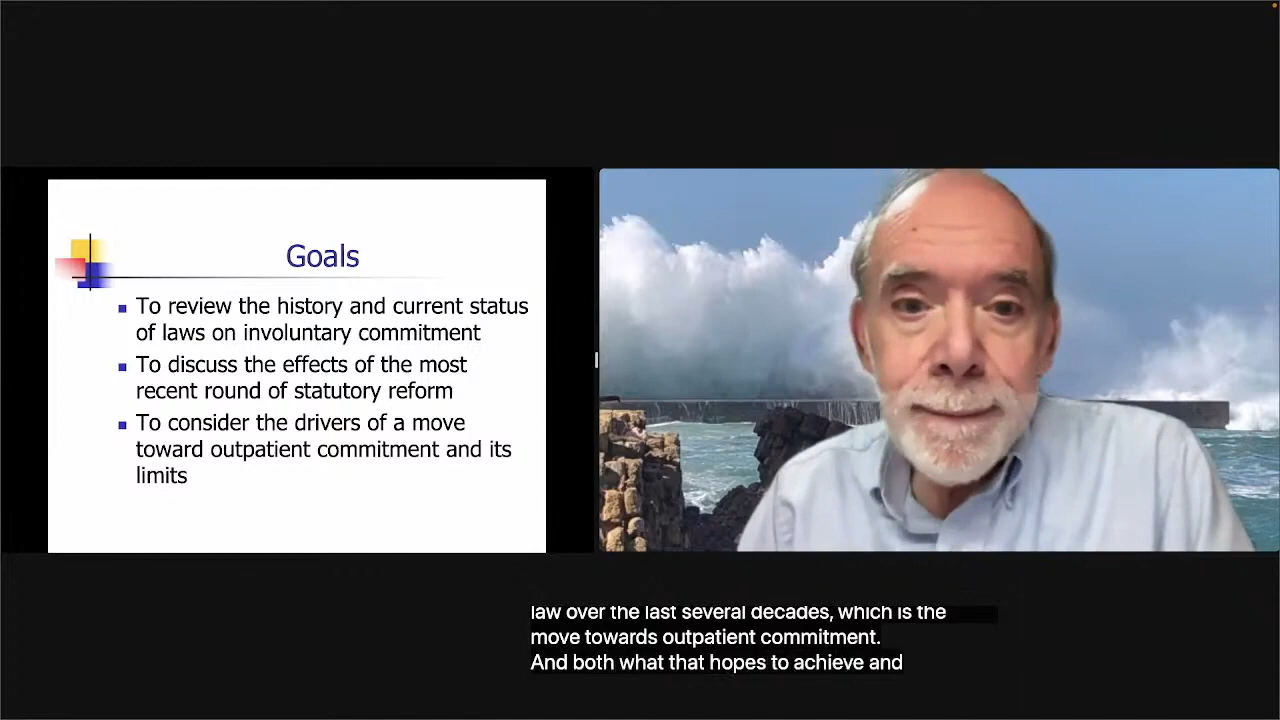 Goals
To review the history and current status
of laws on involuntary commitment
To discuss the effects of the most
recent round of statutory reform
To consider the drivers of a move
toward outpatient commitment and its
limits
law over the last several decades, which is the
move towards outpatient commitment.
And both what that hopes to achieve and